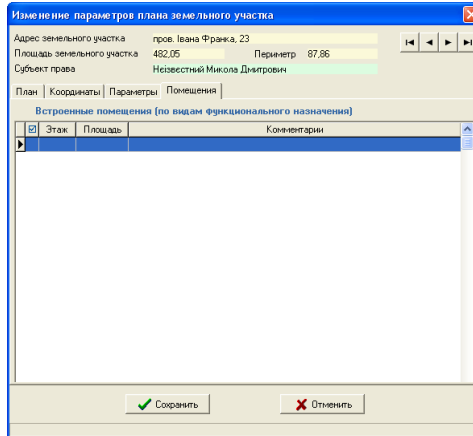 Изменение параметров плана земельного участка
Адрес земельного участка пров. Івана Франка, 23
Площадь земельного участка 482,05 Периметр 87,86
Субъект права Неізвестний Микола Дмитрович
План Координаты Параметры Помещения
Встроенные помещения (по видам функционального назначения)
Этаж Площадь Комментарии
Сохранить Отменить